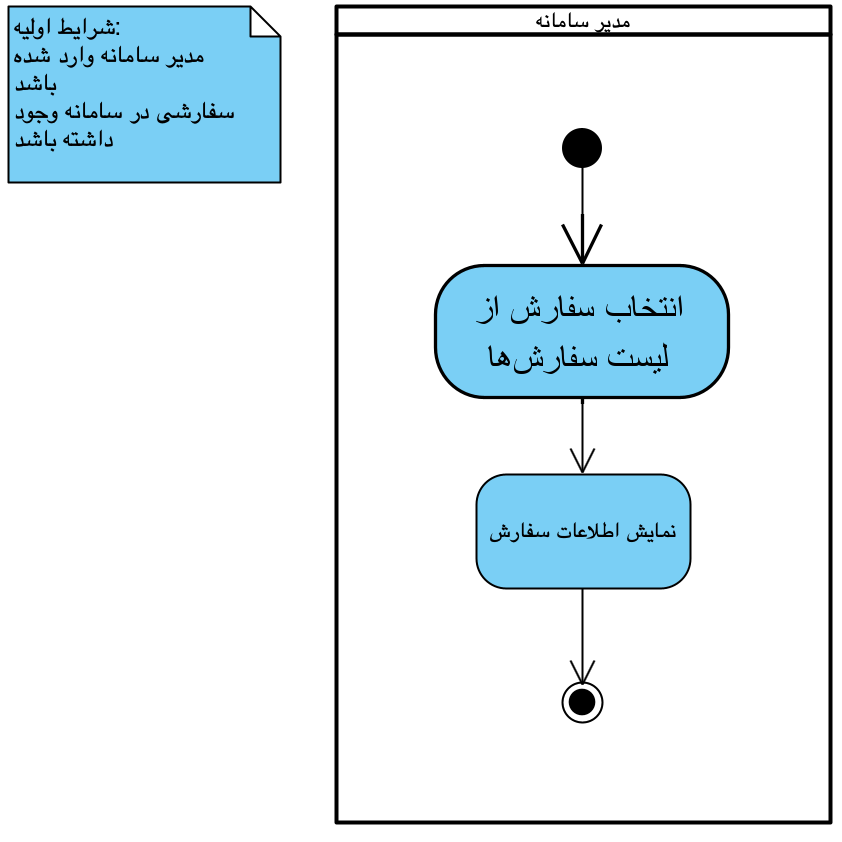 شرایط اولیه:
مدیر سامانه وارد شده
باشد
سفارشی در سامانه وجود
داشته باشد
مدیر سامانه
انتخاب سفارش از
لیست سفارش‌ها
نمایش اطلاعات سفارش